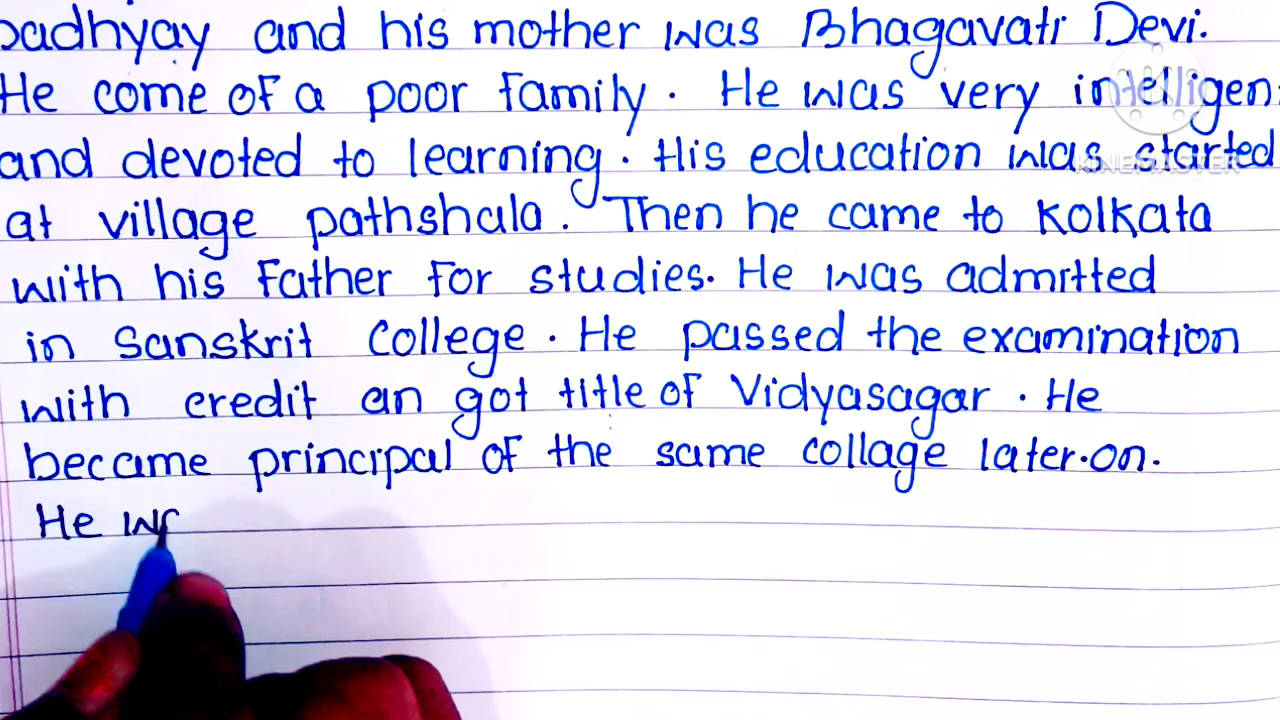 padhyay and his mother was Bhagavati Devi.
He come of a poor family. He was very intelligen
and devoted to learning. His education was started
at village pathshala. Then he came to Kolkata
with his Father for studies. He was admitted
in Sanskrit College. He passed the examination
with credit an got title of Vidyasagar. He
became principal of the same collage later.on.
He wa
KINEMASTER